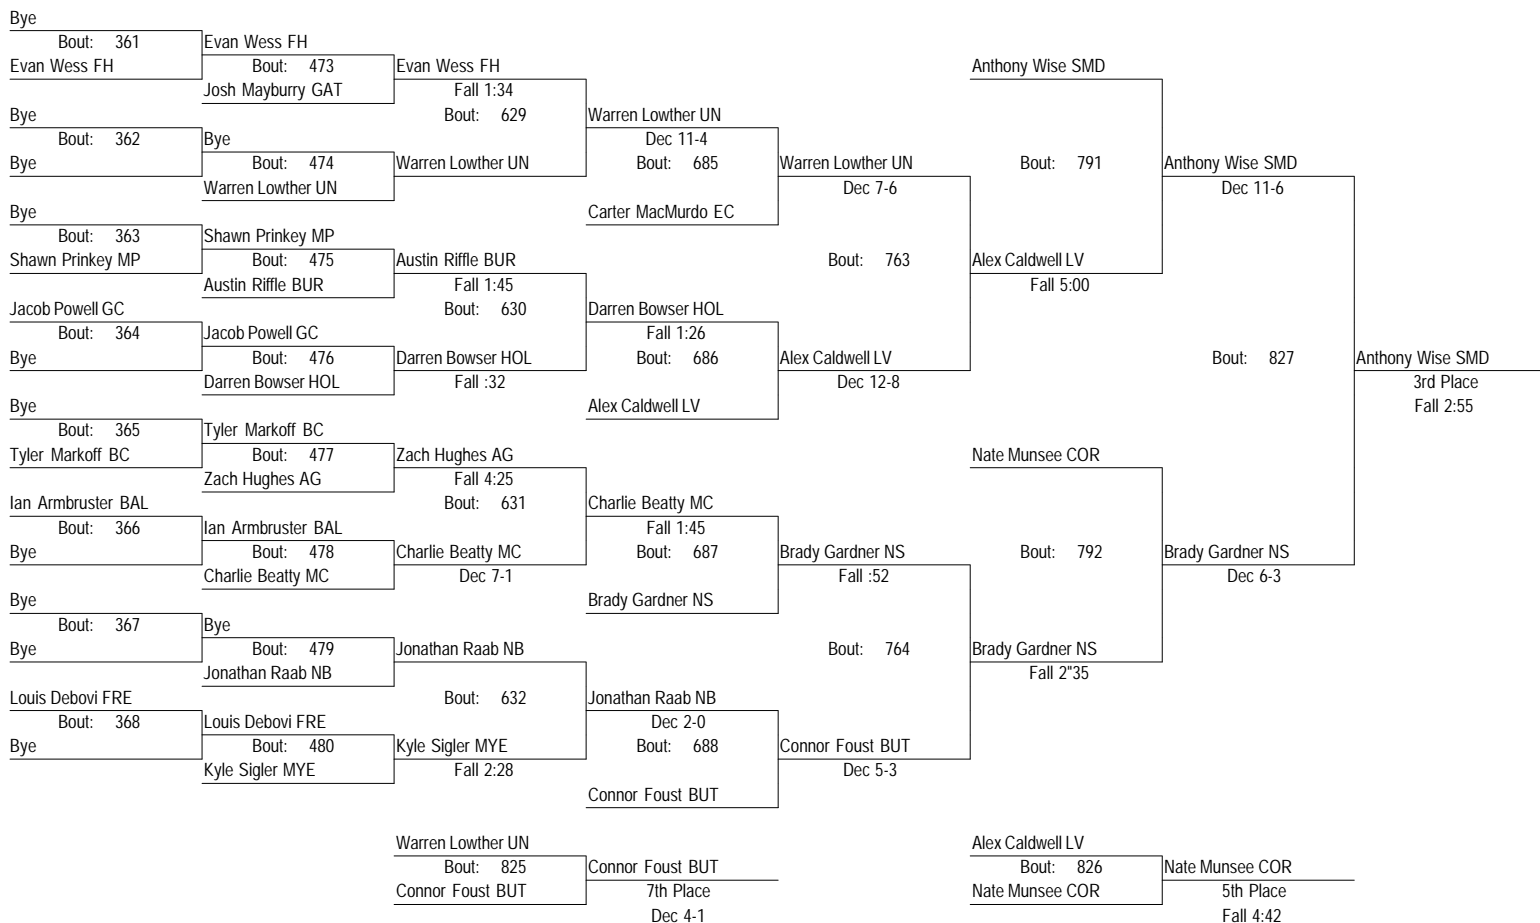 Bye
Bout: 361 Evan Wess FH
Evan Wess FH Bout: 473 Evan Wess FH Anthony Wise SMD
Josh Mayburry GAT Fall 1:34
Bye Bout: 629 Warren Lowther UN
Bout: 362 Bye Dec 11-4
Bye Bout: 474 Warren Lowther UN Bout: 685 Warren Lowther UN Bout: 791 Anthony Wise SMD
Warren Lowther UN Dec 7-6 Dec 11-6
Bye Carter MacMurdo EC
Bout: 363 Shawn Prinkey MP
Shawn Prinkey MP Bout: 475 Austin Riffle BUR Bout: 763 Alex Caldwell LV
Austin Riffle BUR Fall 1:45 Fall 5:00
Jacob Powell GC Bout: 630 Darren Bowser HOL
Bout: 364 Jacob Powell GC Fall 1:26
Bye Bout: 476 Darren Bowser HOL Bout: 686 Alex Caldwell LV Bout: 827 Anthony Wise SMD
Darren Bowser HOL Fall :32 Dec 12-8 3rd Place
Bye Alex Caldwell LV Fall 2:55
Bout: 365 Tyler Markoff BC
Tyler Markoff BC Bout: 477 Zach Hughes AG Nate Munsee COR
Zach Hughes AG Fall 4:25
Ian Armbruster BAL Bout: 631 Charlie Beatty MC
Bout: 366 Ian Armbruster BAL Fall 1:45
Bye Bout: 478 Charlie Beatty MC Bout: 687 Brady Gardner NS Bout: 792 Brady Gardner NS
Charlie Beatty MC Dec 7-1 Fall :52 Dec 6-3
Bye Brady Gardner NS
Bout: 367 Bye
Bye Bout: 479 Jonathan Raab NB Bout: 764 Brady Gardner NS
Jonathan Raab NB Fall 2"35
Louis Debovi FRE Bout: 632 Jonathan Raab NB
Bout: 368 Louis Debovi FRE Dec 2-0
Bye Bout: 480 Kyle Sigler MYE Bout: 688 Connor Foust BUT
Kyle Sigler MYE Fall 2:28 Dec 5-3
Connor Foust BUT
Warren Lowther UN Alex Caldwell LV
Bout: 825 Connor Foust BUT Bout: 826 Nate Munsee COR
Connor Foust BUT 7th Place Nate Munsee COR 5th Place
Dec 4-1 Fall 4:42